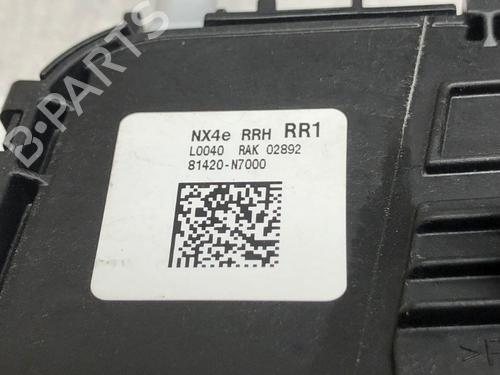 B-PARTS
NX4e RRH RR1
L0040 RAK 02892
81420-N7000